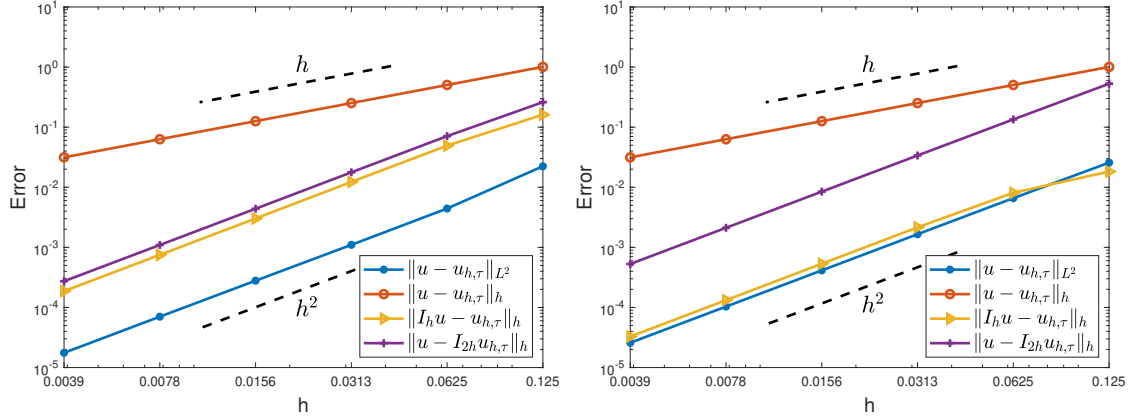 10^1
10^0
10^-1
10^-2
10^-3
10^-4
10^-5
Error
h
h^2
‖u − u_{h,τ}‖_{L^2}
‖u − u_{h,τ}‖_h
‖I_h u − u_{h,τ}‖_h
‖u − I_{2h} u_{h,τ}‖_h
0.0039 0.0078 0.0156 0.0313 0.0625 0.125
h
10^1
10^0
10^-1
10^-2
10^-3
10^-4
10^-5
Error
h
h^2
‖u − u_{h,τ}‖_{L^2}
‖u − u_{h,τ}‖_h
‖I_h u − u_{h,τ}‖_h
‖u − I_{2h} u_{h,τ}‖_h
0.0039 0.0078 0.0156 0.0313 0.0625 0.125
h